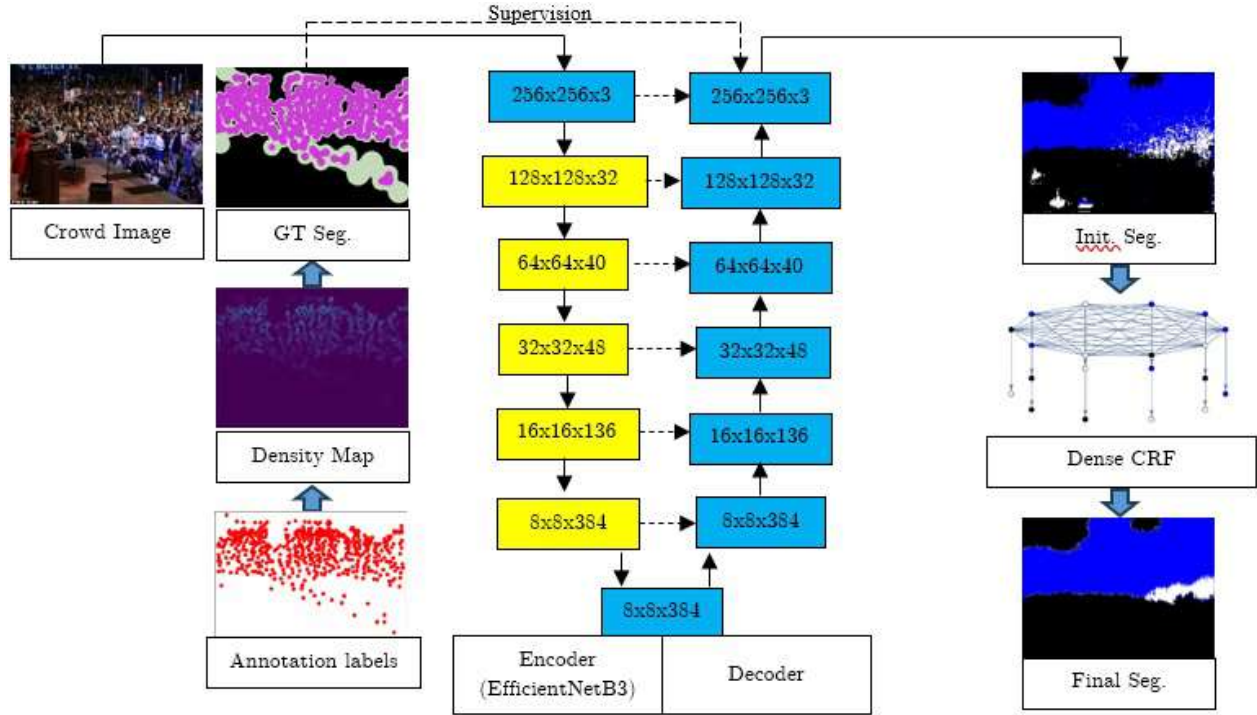 Supervision
256x256x3
256x256x3
128x128x32
128x128x32
Crowd Image
GT Seg.
Init. Seg.
64x64x40
64x64x40
32x32x48
32x32x48
16x16x136
16x16x136
Density Map
Dense CRF
8x8x384
8x8x384
8x8x384
Annotation labels
Encoder
(EfficientNetB3)
Decoder
Final Seg.